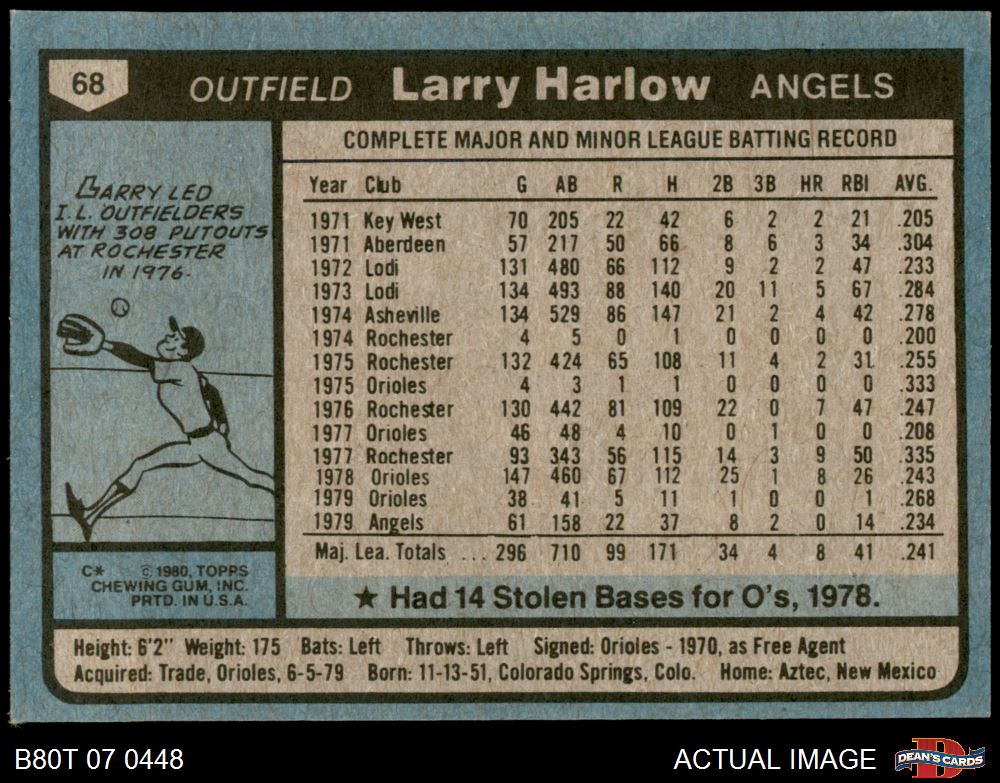 68 OUTFIELD Larry Harlow ANGELS
LARRY LED
I.L. OUTFIELDERS
WITH 308 PUTOUTS
AT ROCHESTER
IN 1976.
C* © 1980, TOPPS
CHEWING GUM, INC.
PRTD. IN U.S.A.
COMPLETE MAJOR AND MINOR LEAGUE BATTING RECORD
Year Club G AB R H 2B 3B HR RBI AVG.
1971 Key West 70 205 22 42 6 2 2 21 .205
1971 Aberdeen 57 217 50 66 8 6 3 34 .304
1972 Lodi 131 480 66 112 9 2 2 47 .233
1973 Lodi 134 493 88 140 20 11 5 67 .284
1974 Asheville 134 529 86 147 21 2 4 42 .278
1974 Rochester 4 5 0 1 0 0 0 0 .200
1975 Rochester 132 424 65 108 11 4 2 31 .255
1975 Orioles 4 3 1 1 0 0 0 0 .333
1976 Rochester 130 442 81 109 22 0 7 47 .247
1977 Orioles 46 48 4 10 0 1 0 0 .208
1977 Rochester 93 343 56 115 14 3 9 50 .335
1978 Orioles 147 460 67 112 25 1 8 26 .243
1979 Orioles 38 41 5 11 1 0 0 1 .268
1979 Angels 61 158 22 37 8 2 0 14 .234
Maj. Lea. Totals ... 296 710 99 171 34 4 8 41 .241
★ Had 14 Stolen Bases for O's, 1978.
Height: 6'2" Weight: 175 Bats: Left Throws: Left Signed: Orioles - 1970, as Free Agent
Acquired: Trade, Orioles, 6-5-79 Born: 11-13-51, Colorado Springs, Colo. Home: Aztec, New Mexico
B80T 07 0448 ACTUAL IMAGE D DEAN'S CARDS